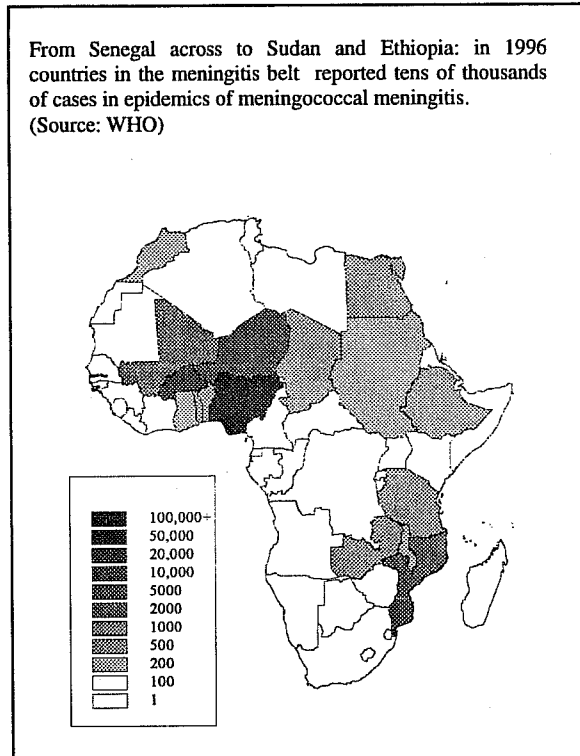 From Senegal across to Sudan and Ethiopia: in 1996
countries in the meningitis belt reported tens of thousands
of cases in epidemics of meningococcal meningitis.
(Source: WHO)
100,000+
50,000
20,000
10,000
5000
2000
1000
500
200
100
1